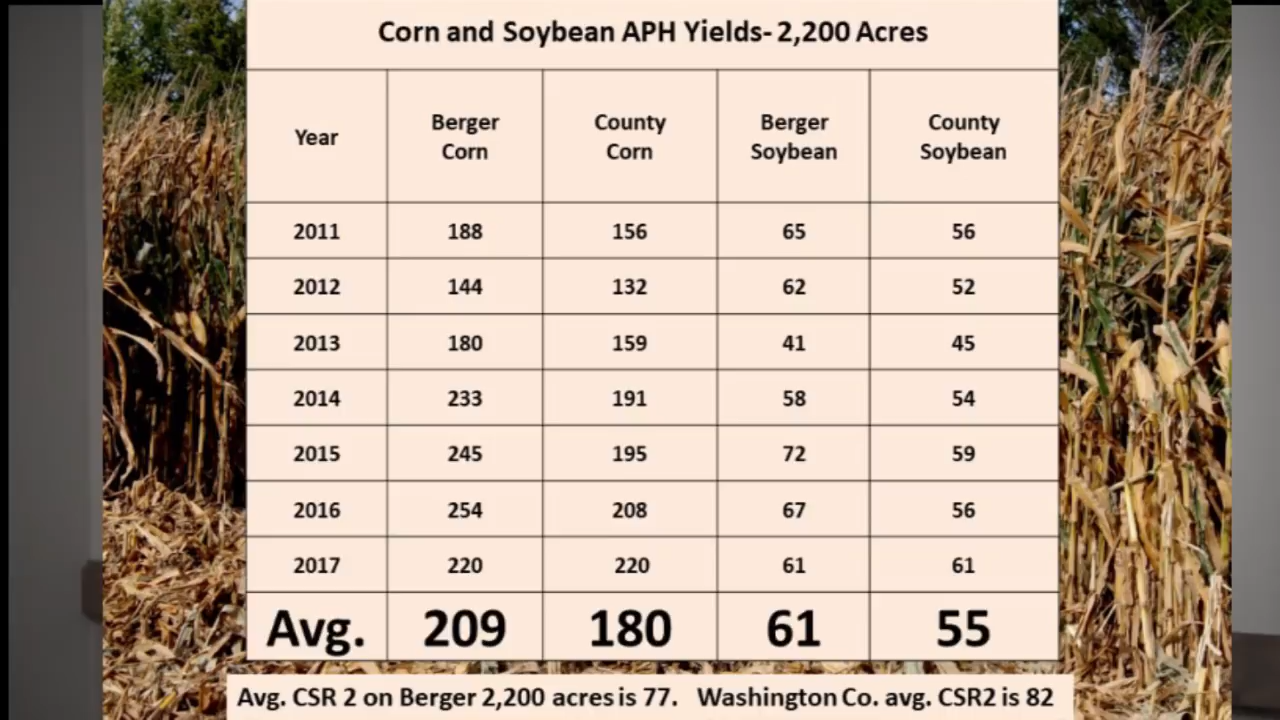 Corn and Soybean APH Yields- 2,200 Acres
Year Berger Corn County Corn Berger Soybean County Soybean
2011 188 156 65 56
2012 144 132 62 52
2013 180 159 41 45
2014 233 191 58 54
2015 245 195 72 59
2016 254 208 67 56
2017 220 220 61 61
Avg. 209 180 61 55
Avg. CSR 2 on Berger 2,200 acres is 77. Washington Co. avg. CSR2 is 82